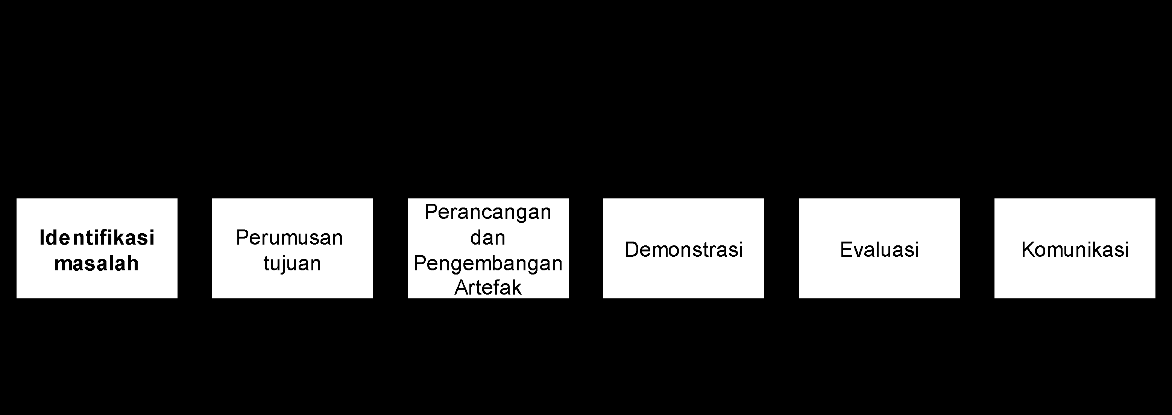 Identifikasi
masalah
Perumusan
tujuan
Perancangan
dan
Pengembangan
Artefak
Demonstrasi
Evaluasi
Komunikasi